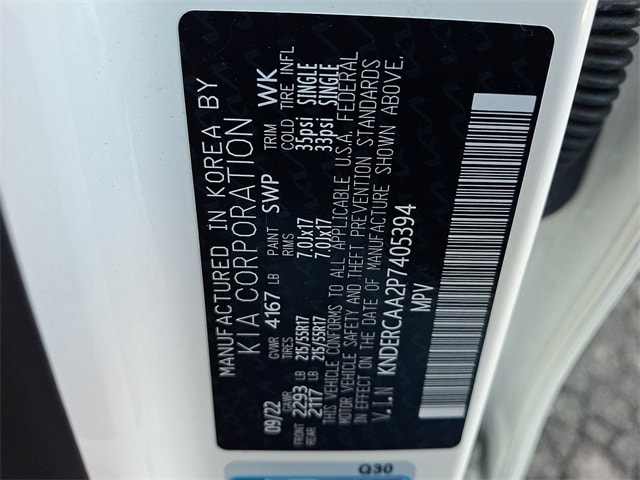 MANUFACTURED IN KOREA BY
KIA CORPORATION
09/22 GVWR 4167 LB PAINT SWP TRIM WK
GAWR TIRES RIMS COLD TIRE INFL
FRONT 2293 LB 215/55R17 7.0Jx17 35psi SINGLE
REAR 2117 LB 215/55R17 7.0Jx17 33psi SINGLE
THIS VEHICLE CONFORMS TO ALL APPLICABLE U.S.A. FEDERAL
MOTOR VEHICLE SAFETY AND THEFT PREVENTION STANDARDS
IN EFFECT ON THE DATE OF MANUFACTURE SHOWN ABOVE.
V.I.N KNDERCAA2P7405394
MPV
Q30